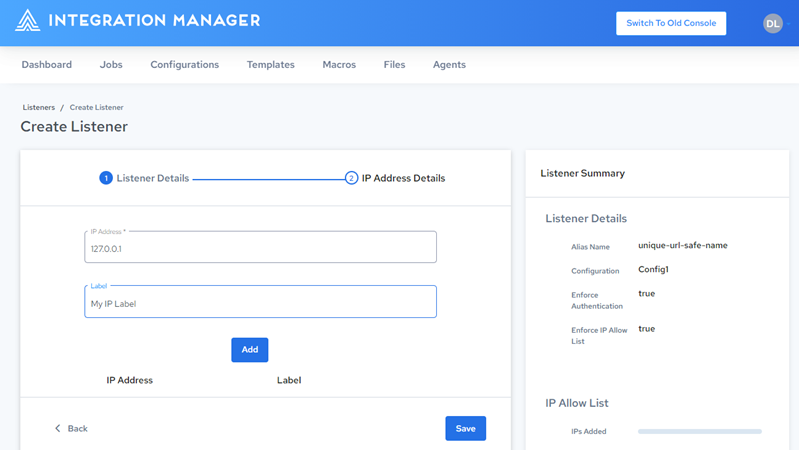 INTEGRATION MANAGER
Switch To Old Console
DL
Dashboard Jobs Configurations Templates Macros Files Agents
Listeners / Create Listener
Create Listener
1 Listener Details 2 IP Address Details
IP Address *
127.0.0.1
Label
My IP Label
Add
IP Address Label
Back
Save
Listener Summary
Listener Details
Alias Name unique-url-safe-name
Configuration Config1
Enforce true
Authentication
Enforce IP Allow true
List
IP Allow List
IPs Added